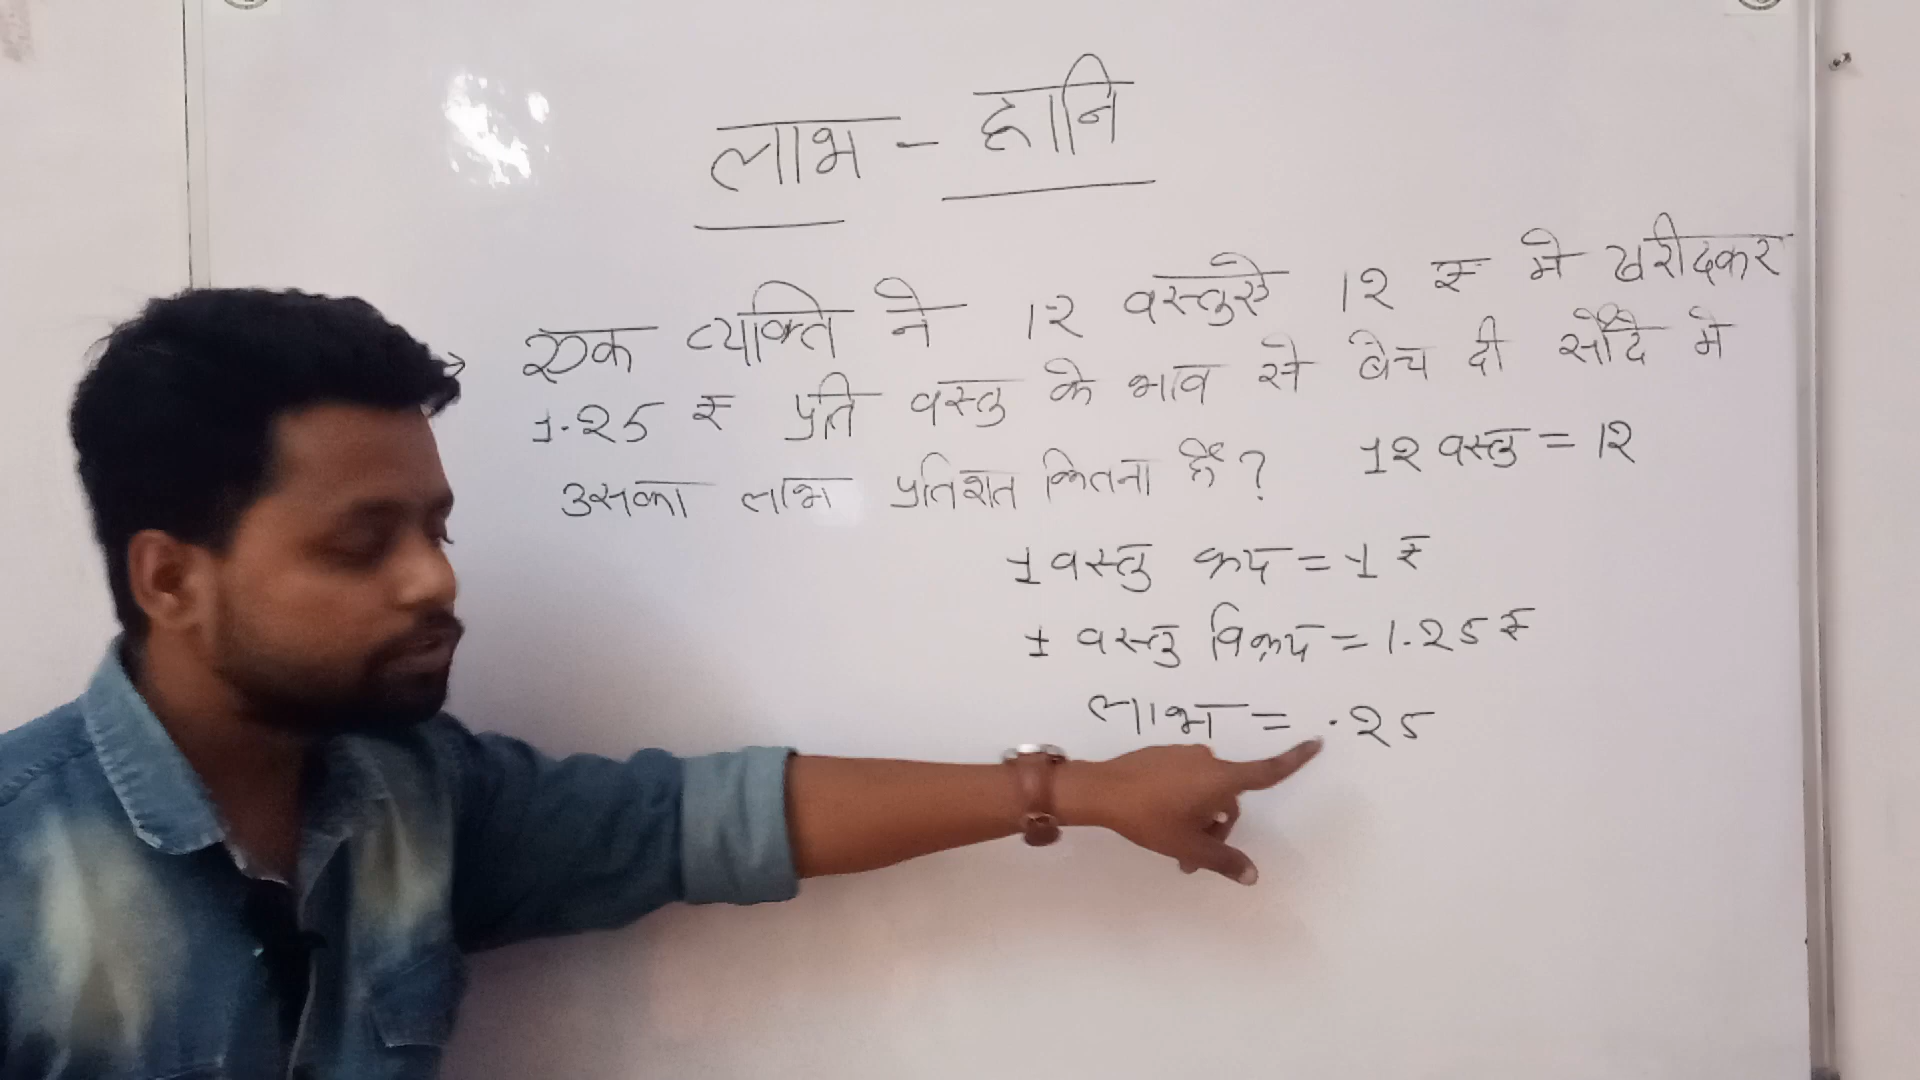 लाभ - हानि
एक व्यक्ति ने 12 वस्तुएे 12 ₹ मे खरीदकर
1.25 ₹ प्रति वस्तु के भाव से बेच दी सौदे मे
उसका लाभ प्रतिशत कितना है ?
12 वस्तु = 12
1 वस्तु क्रय = 1 ₹
1 वस्तु विक्रय = 1.25 ₹
लाभ = .25